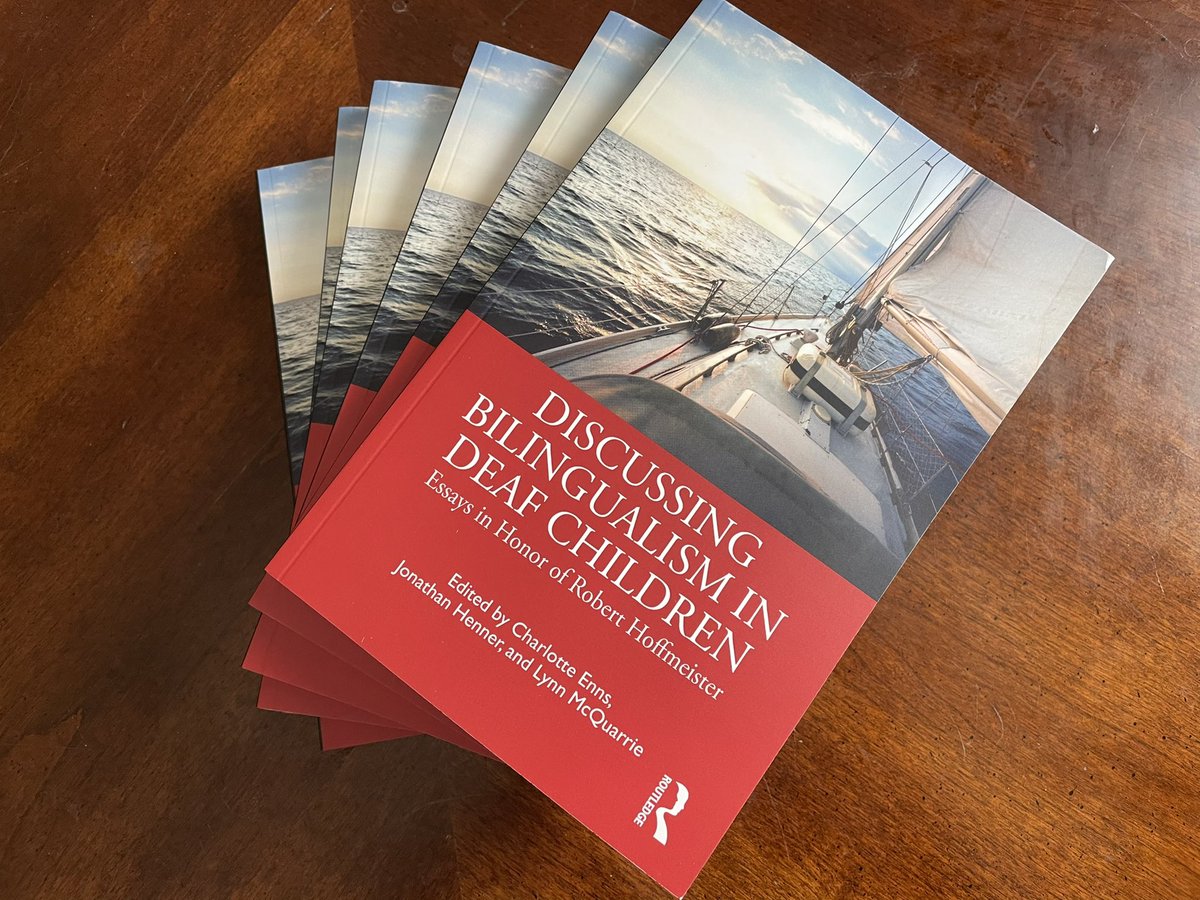 DISCUSSING
BILINGUALISM IN
DEAF CHILDREN
Essays in Honor of Robert Hoffmeister
Edited by Charlotte Enns,
Jonathan Henner, and Lynn McQuarrie
ROUTLEDGE